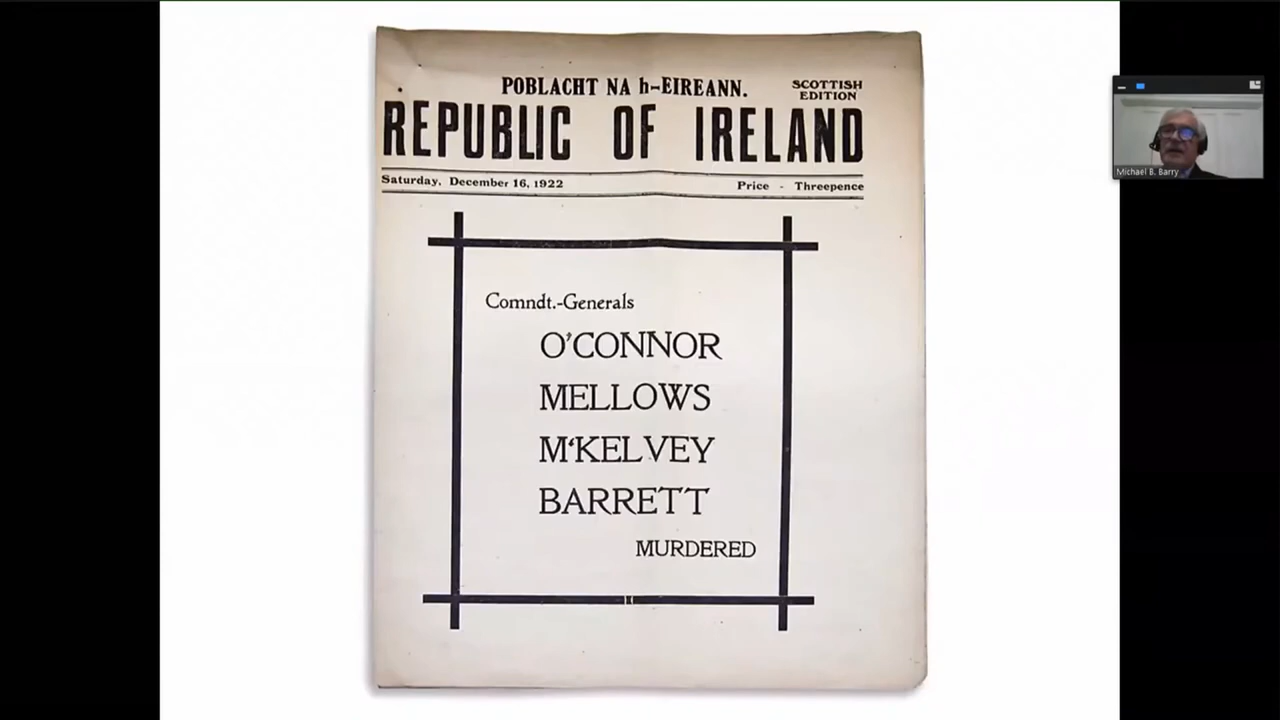 POBLACHT NA h-EIREANN.
SCOTTISH
EDITION
REPUBLIC OF IRELAND
Saturday, December 16, 1922
Price - Threepence
Comndt.-Generals
O'CONNOR
MELLOWS
M‘KELVEY
BARRETT
MURDERED
Michael B. Barry